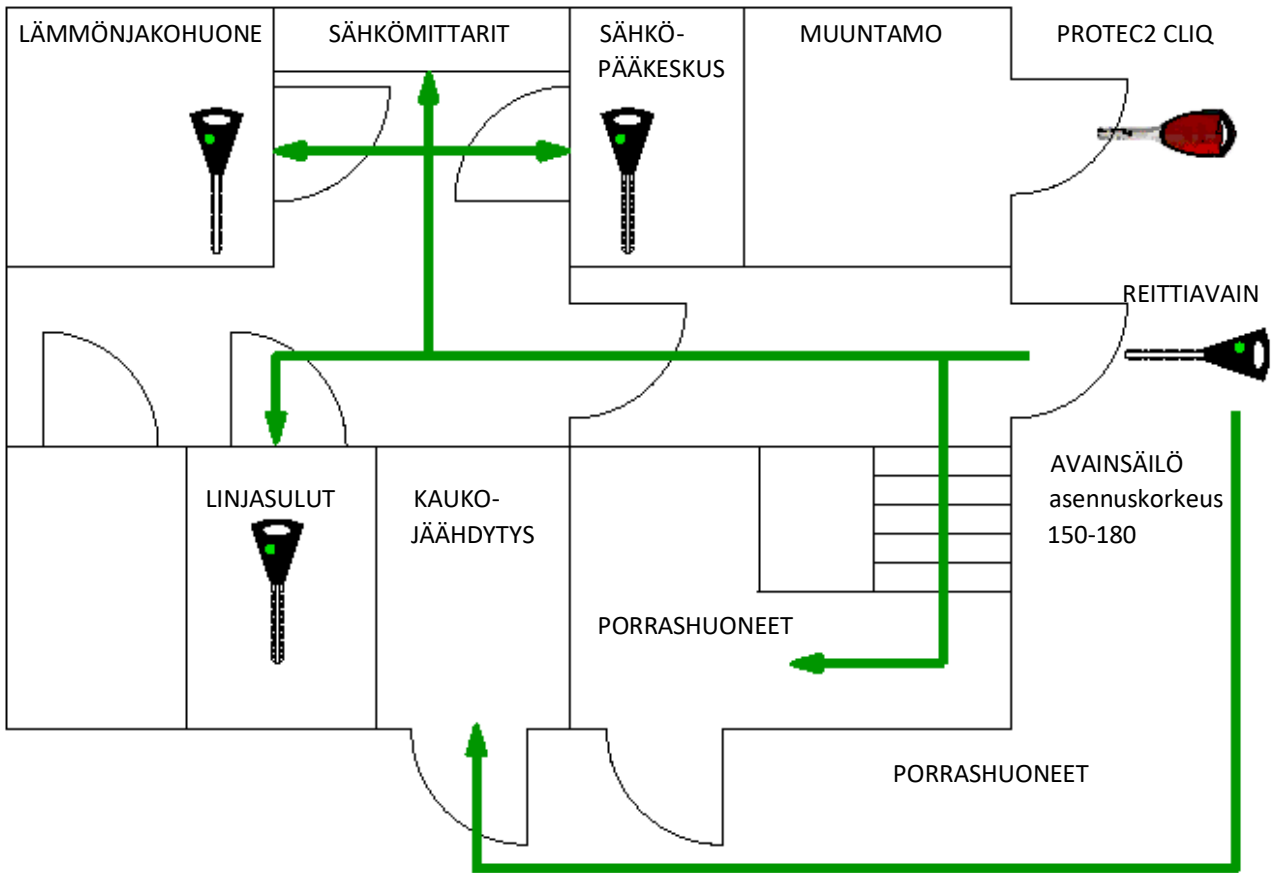 LÄMMÖNJAKOHUONE
SÄHKÖMITTARIT
SÄHKÖ-
PÄÄKESKUS
MUUNTAMO
PROTEC2 CLIQ
REITTIAVAIN
LINJASULUT
KAUKO-
JÄÄHDYTYS
AVAINSÄILÖ
asennuskorkeus
150-180
PORRASHUONEET
PORRASHUONEET